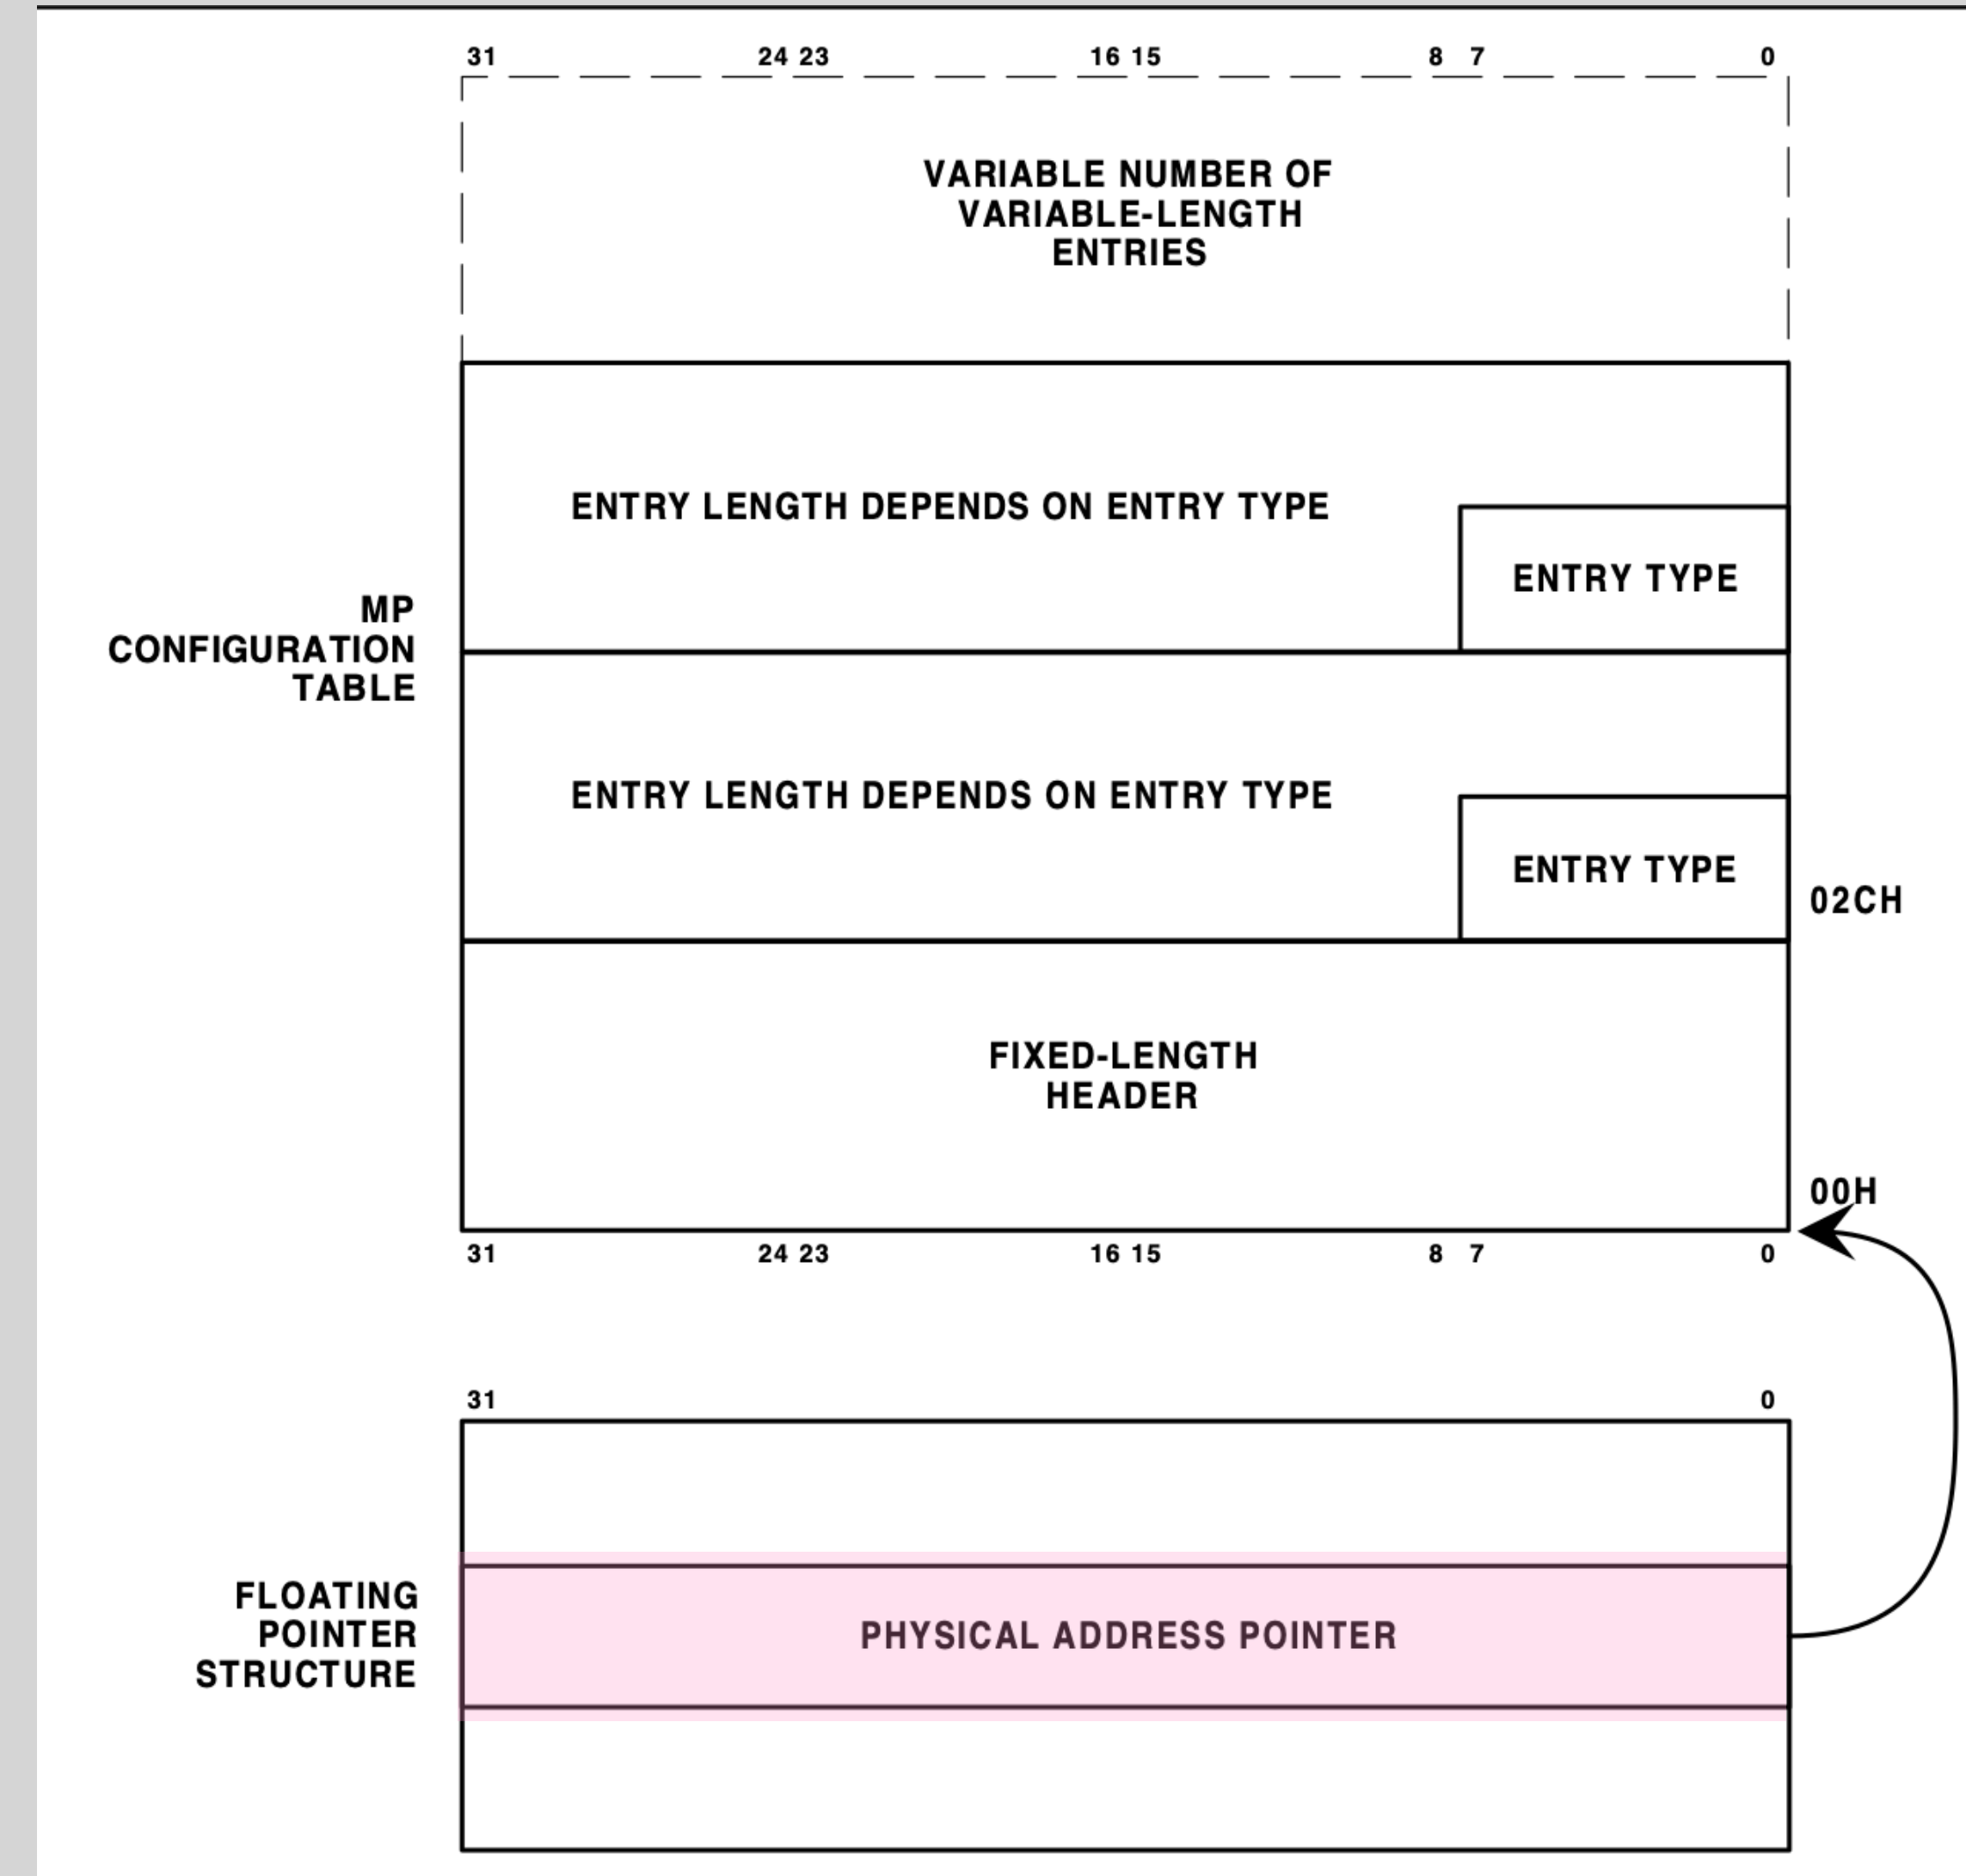 31 24 23 16 15 8 7 0
VARIABLE NUMBER OF
VARIABLE-LENGTH
ENTRIES
ENTRY LENGTH DEPENDS ON ENTRY TYPE
ENTRY TYPE
MP
CONFIGURATION
TABLE
ENTRY LENGTH DEPENDS ON ENTRY TYPE
ENTRY TYPE
02CH
FIXED-LENGTH
HEADER
00H
31 24 23 16 15 8 7 0
31 0
FLOATING
POINTER
STRUCTURE
PHYSICAL ADDRESS POINTER